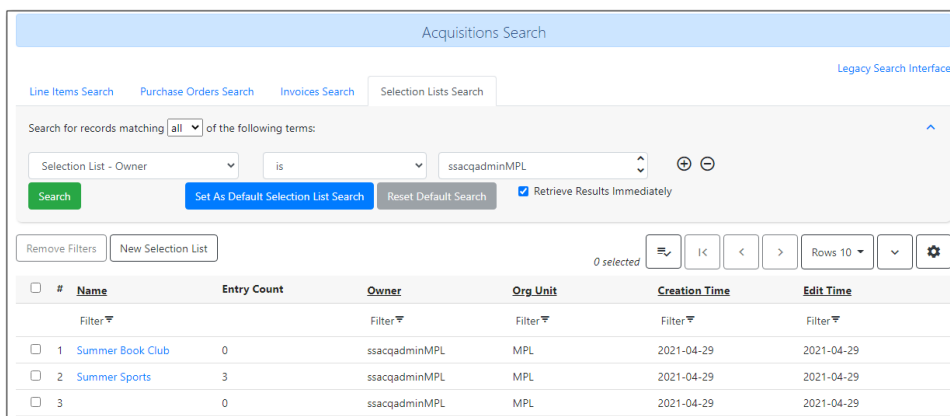 Acquisitions Search
Legacy Search Interface
Line Items Search Purchase Orders Search Invoices Search Selection Lists Search
Search for records matching all of the following terms:
Selection List - Owner is ssacqadminMPL
Search Set As Default Selection List Search Reset Default Search Retrieve Results Immediately
Remove Filters New Selection List 0 selected Rows 10
# Name Entry Count Owner Org Unit Creation Time Edit Time
Filter Filter Filter Filter Filter
1 Summer Book Club 0 ssacqadminMPL MPL 2021-04-29 2021-04-29
2 Summer Sports 3 ssacqadminMPL MPL 2021-04-29 2021-04-29
3 0 ssacqadminMPL MPL 2021-04-29 2021-04-29